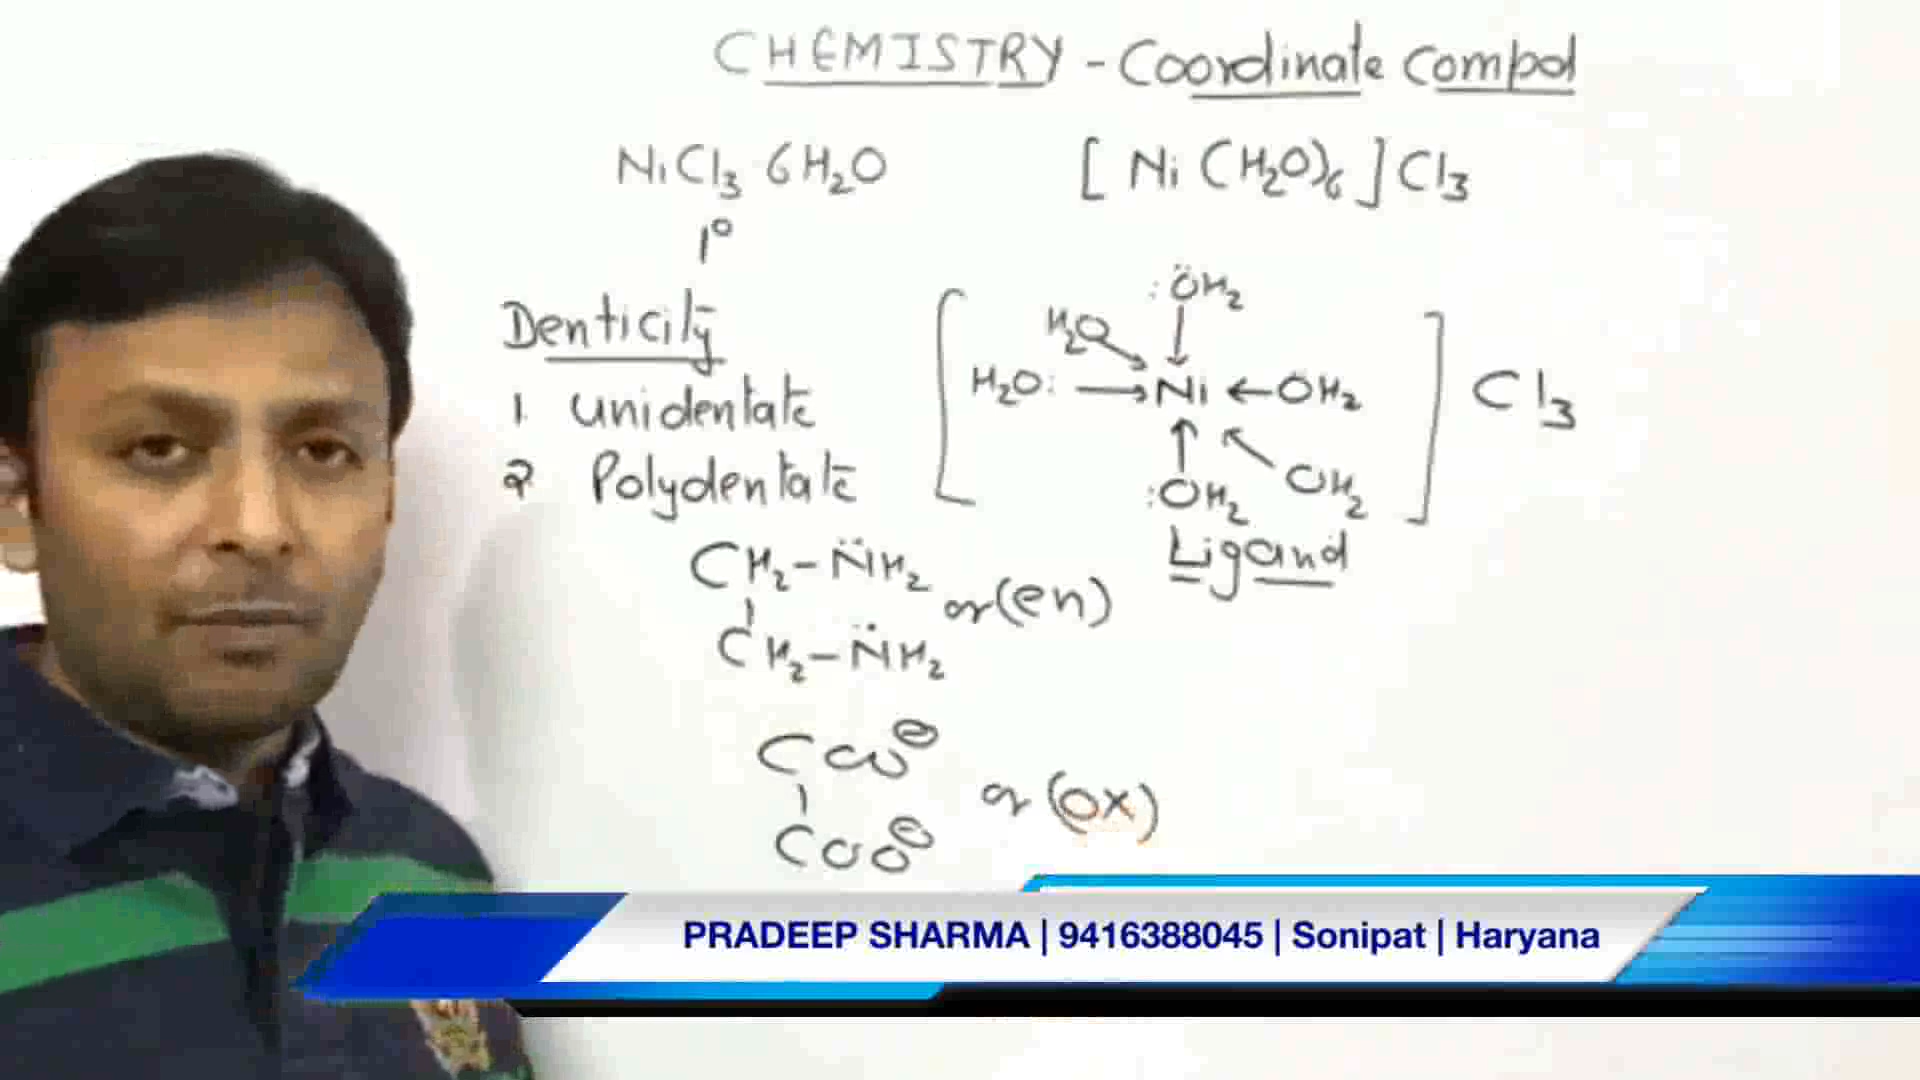 CHEMISTRY - Coordinate Compd
NiCl₃ 6H₂O
[Ni(H₂O)₆]Cl₃
1°
Denticity
1. Unidentate
2 Polydentate
CH₂-N̈H₂
CH₂-N̈H₂
or (en)
COO⊖
COO⊖
or (ox)
:ÖH₂
H₂O
H₂O: → Ni ← OH₂
:OH₂
OH₂
] Cl₃
Ligand
PRADEEP SHARMA | 9416388045 | Sonipat | Haryana